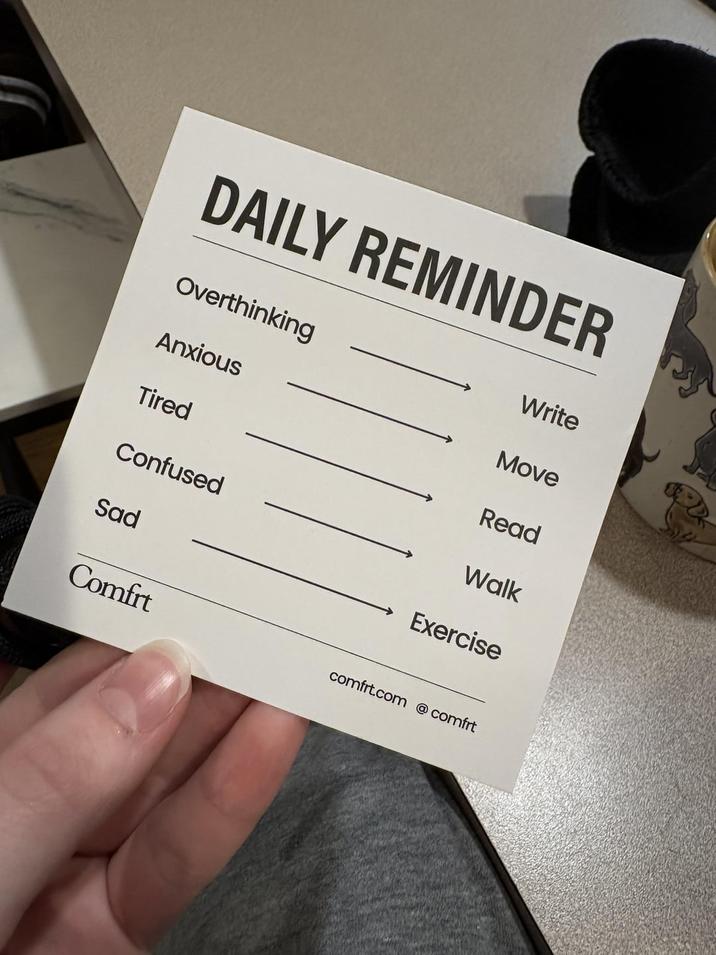 DAILY REMINDER
Overthinking → Write
Anxious → Move
Tired → Read
Confused → Walk
Sad → Exercise
Comfrt
comfrt.com @comfrt